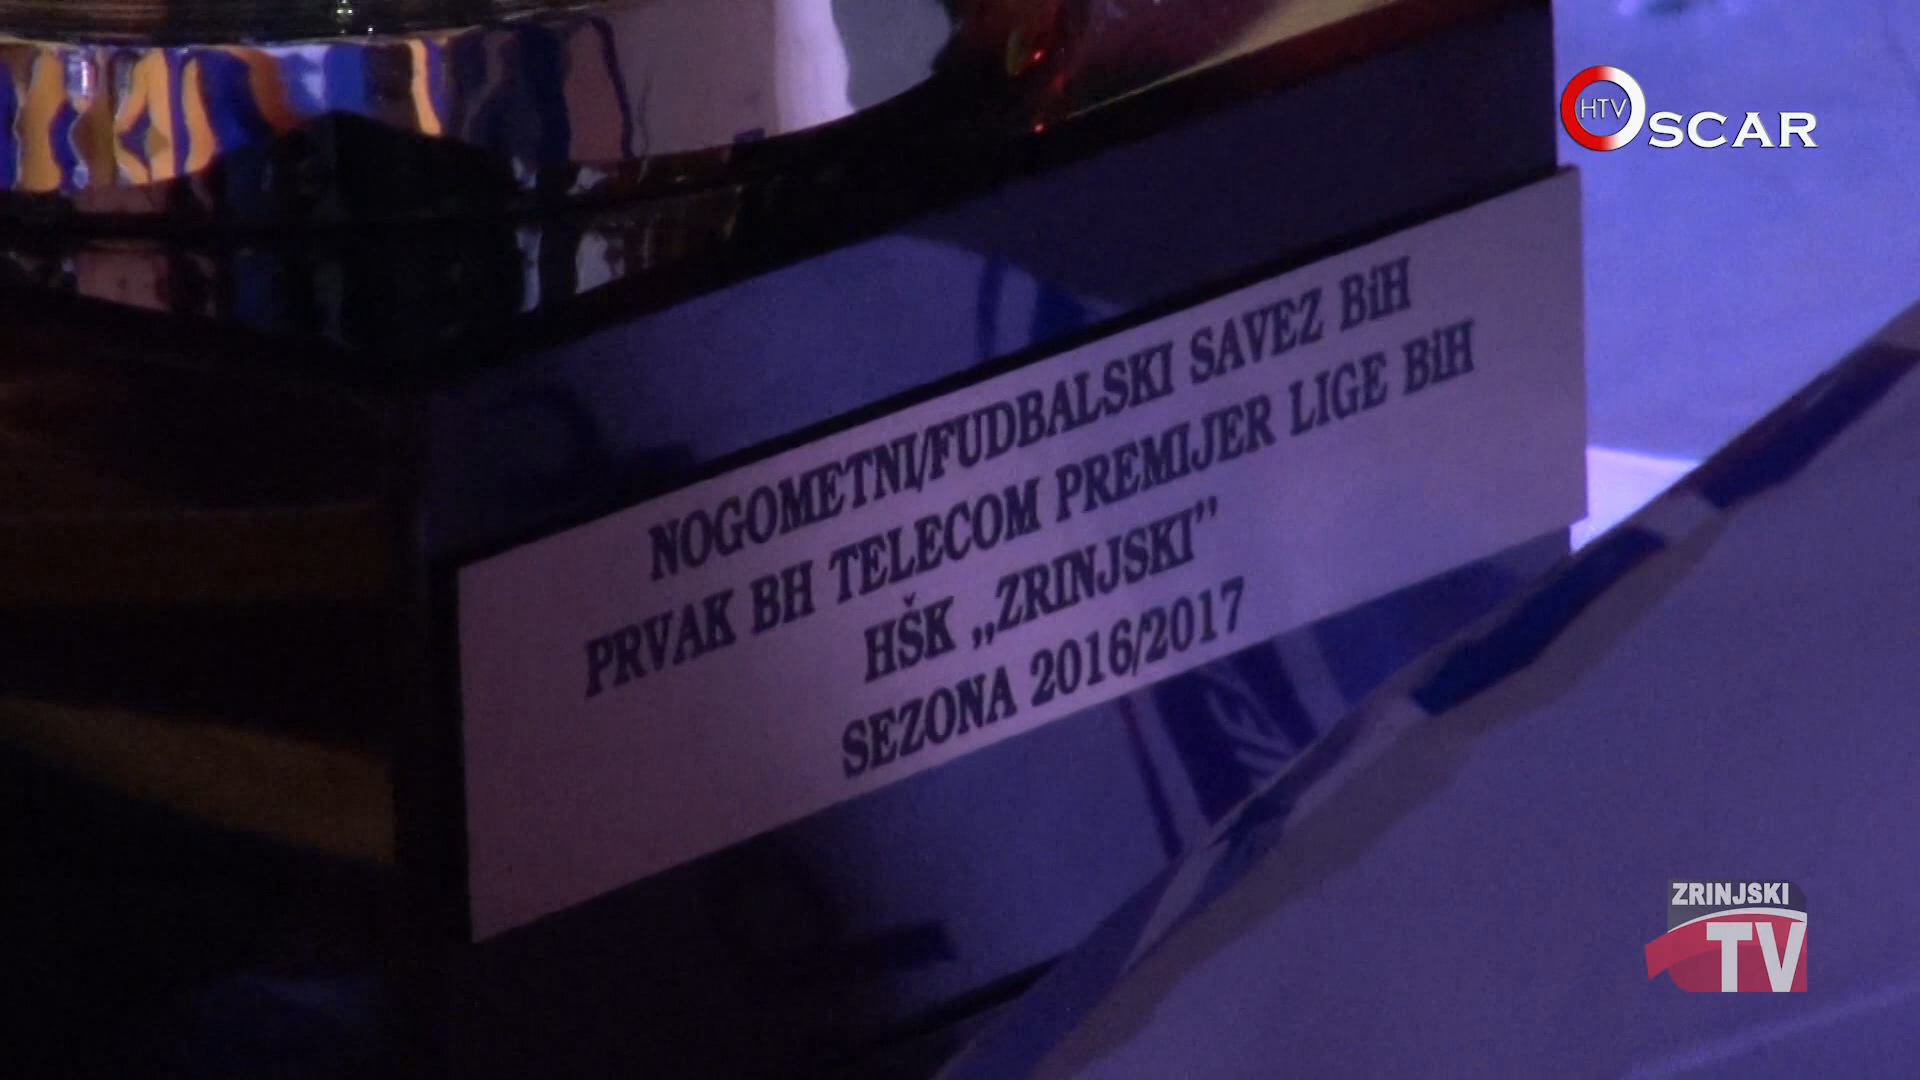 HTV OSCAR
NOGOMETNI/FUDBALSKI SAVEZ BiH
PRVAK BH TELECOM PREMIJER LIGE BiH
HŠK „ZRINJSKI”
SEZONA 2016/2017
ZRINJSKI
TV